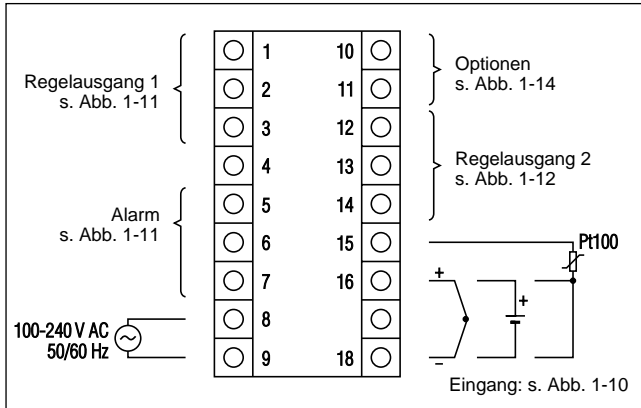 Regelausgang 1
s. Abb. 1-11
Alarm
s. Abb. 1-11
100-240 V AC
50/60 Hz
1
2
3
4
5
6
7
8
9
10
11
12
13
14
15
16
18
Optionen
s. Abb. 1-14
Regelausgang 2
s. Abb. 1-12
Pt100
+
+
–
Eingang: s. Abb. 1-10